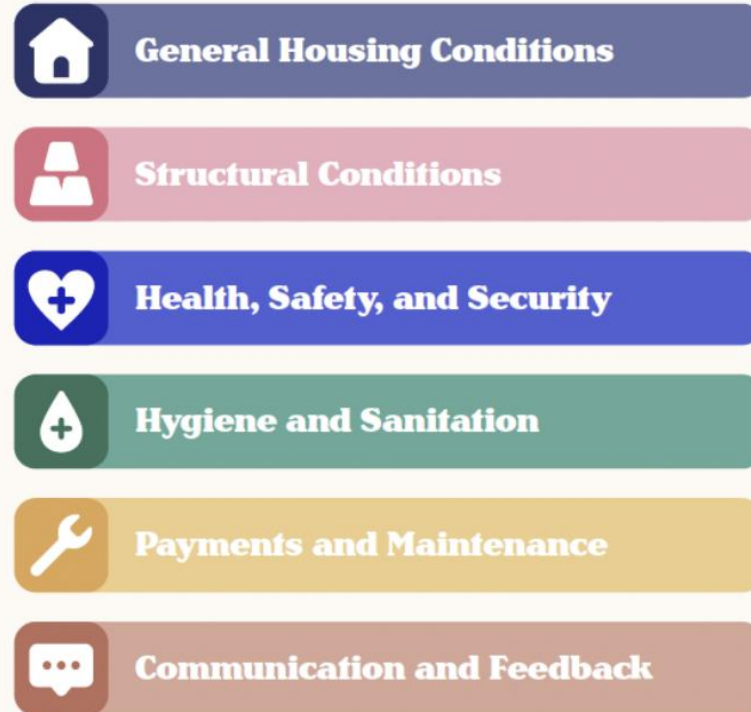 General Housing Conditions
Structural Conditions
Health, Safety, and Security
Hygiene and Sanitation
Payments and Maintenance
Communication and Feedback